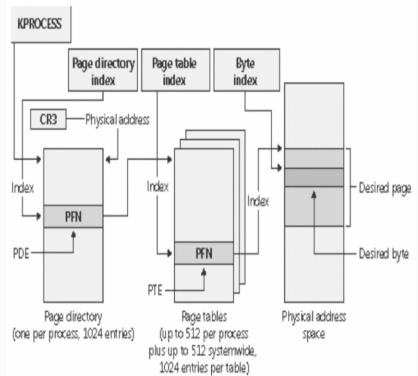 KPROCESS
Page directory
index
Page table
index
Byte
index
CR3
Physical address
Index
Index
Index
PFN
PFN
PDE
PTE
Desired page
Desired byte
Page directory
(one per process, 1024 entries)
Page tables
(up to 512 per process
plus up to 512 systemwide,
1024 entries per table)
Physical address
space